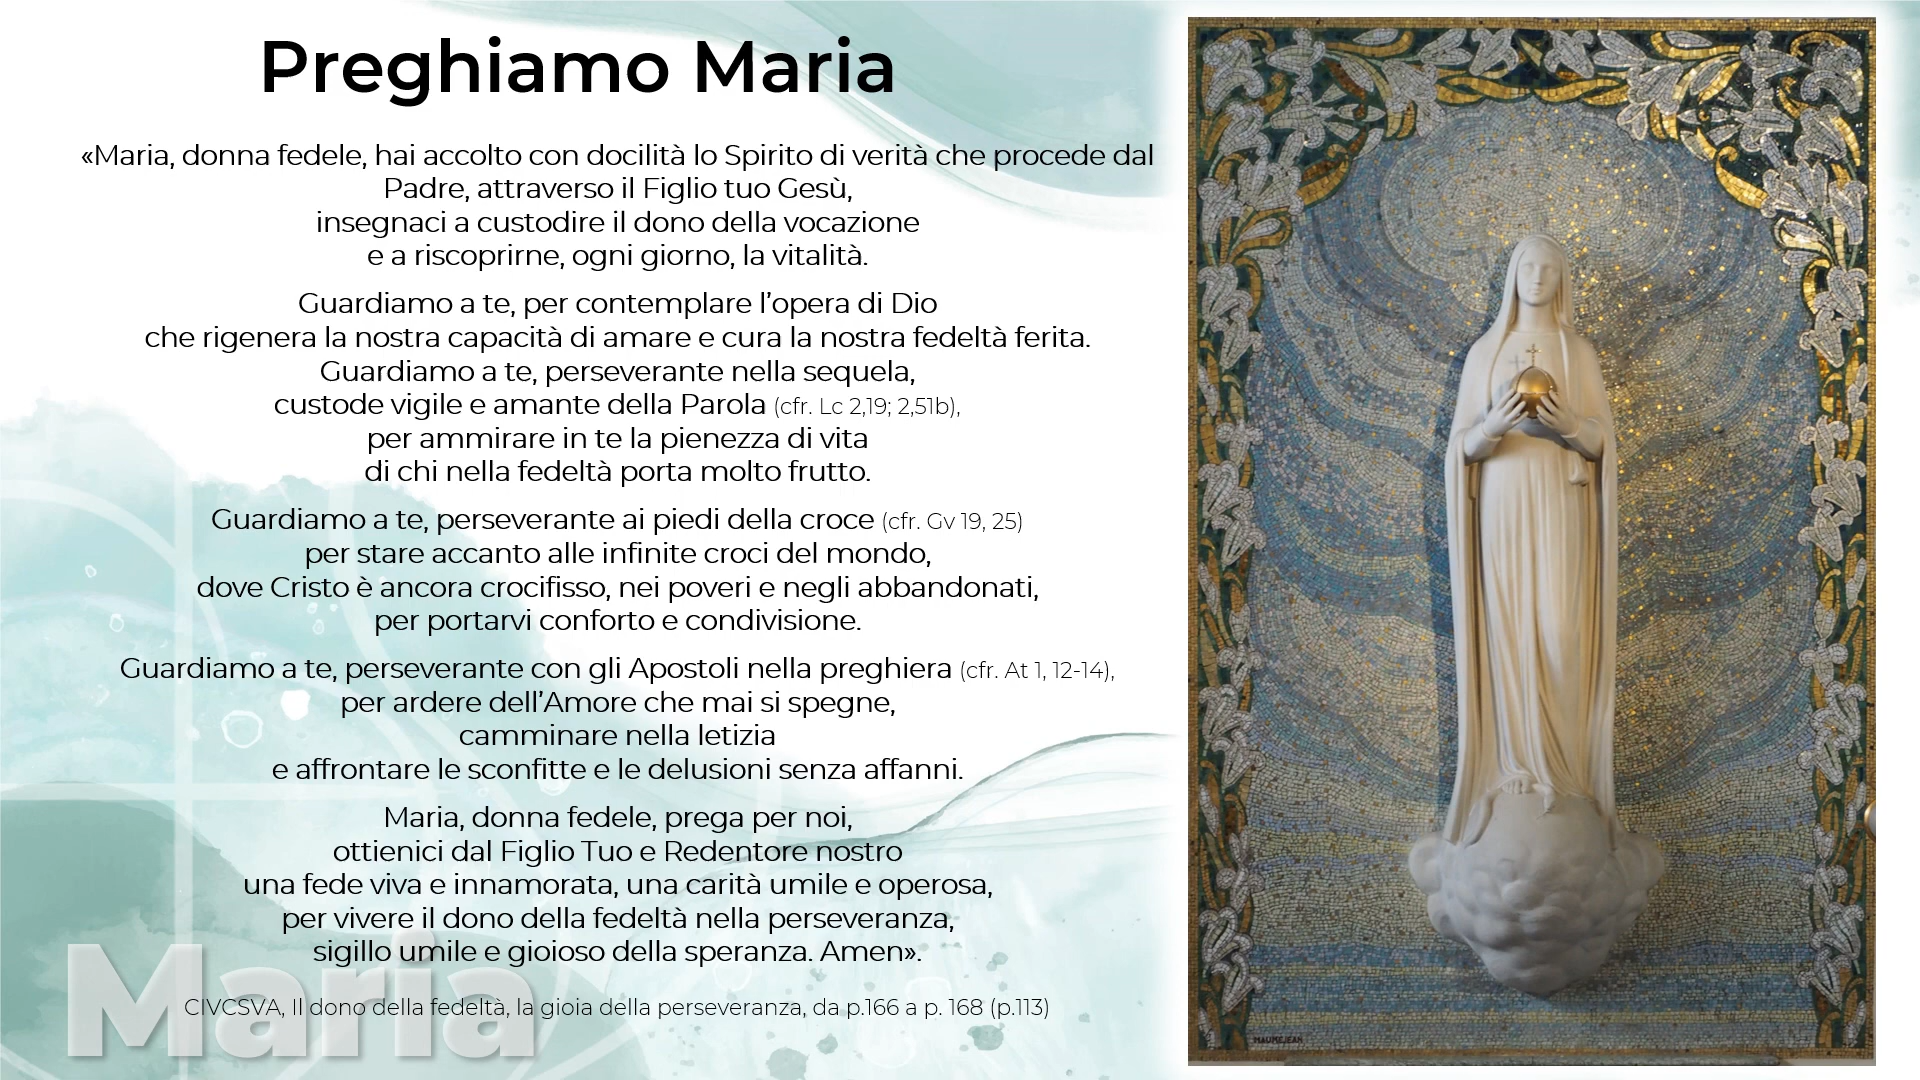 Preghiamo Maria
«Maria, donna fedele, hai accolto con docilità lo Spirito di verità che procede dal
Padre, attraverso il Figlio tuo Gesù,
insegnaci a custodire il dono della vocazione
e a riscoprirne, ogni giorno, la vitalità.
Guardiamo a te, per contemplare l’opera di Dio
che rigenera la nostra capacità di amare e cura la nostra fedeltà ferita.
Guardiamo a te, perseverante nella sequela,
custode vigile e amante della Parola (cfr. Lc 2,19; 2,51b),
per ammirare in te la pienezza di vita
di chi nella fedeltà porta molto frutto.
Guardiamo a te, perseverante ai piedi della croce (cfr. Gv 19, 25)
per stare accanto alle infinite croci del mondo,
dove Cristo è ancora crocifisso, nei poveri e negli abbandonati,
per portarvi conforto e condivisione.
Guardiamo a te, perseverante con gli Apostoli nella preghiera (cfr. At 1, 12-14),
per ardere dell’Amore che mai si spegne,
camminare nella letizia
e affrontare le sconfitte e le delusioni senza affanni.
Maria, donna fedele, prega per noi,
ottienici dal Figlio Tuo e Redentore nostro
una fede viva e innamorata, una carità umile e operosa,
per vivere il dono della fedeltà nella perseveranza,
sigillo umile e gioioso della speranza. Amen».
CIVCSVA, Il dono della fedeltà, la gioia della perseveranza, da p.166 a p. 168 (p.113)
Maria
MAUMEJEAN